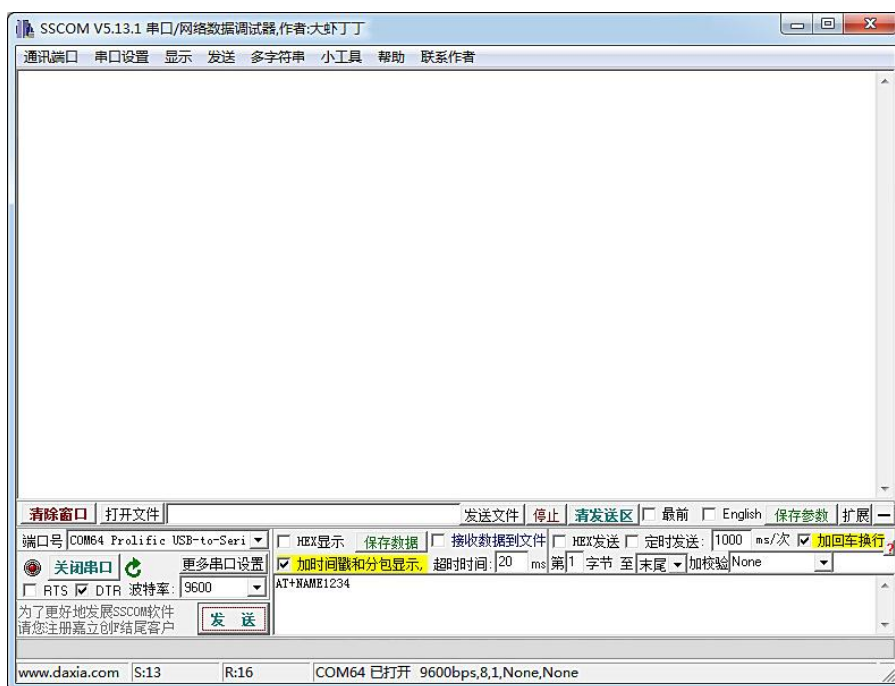 SSCOM V5.13.1 串口/网络数据调试器,作者:大虾丁丁
通讯端口 串口设置 显示 发送 多字符串 小工具 帮助 联系作者
清除窗口 打开文件 发送文件 停止 清发送区 最前 English 保存参数 扩展
端口号 COM64 Prolific USB-to-Seri HEX显示 保存数据 接收数据到文件 HEX发送 定时发送: 1000 ms/次 加回车换行
关闭串口 更多串口设置 加时间戳和分包显示, 超时时间: 20 ms 第1 字节 至 末尾 加校验 None
RTS DTR 波特率: 9600 AT+NAME1234
为了更好地发展SSCOM软件
请您注册嘉立创F结尾客户
发 送
www.daxia.com S:13 R:16 COM64 已打开 9600bps,8,1,None,None